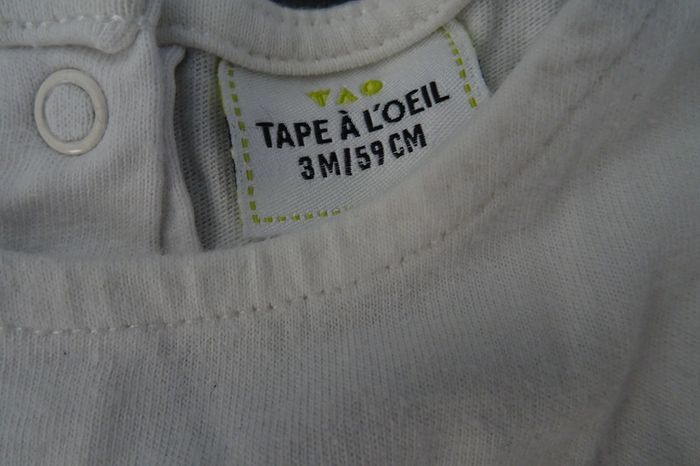 TAO
TAPE À L'OEIL
3M/59CM